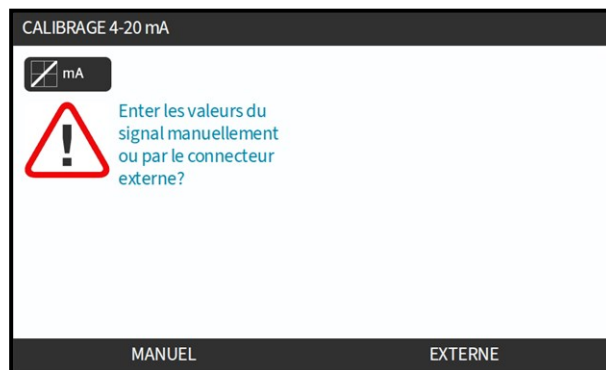 CALIBRAGE 4-20 mA
mA
Enter les valeurs du
signal manuellement
ou par le connecteur
externe?
MANUEL EXTERNE